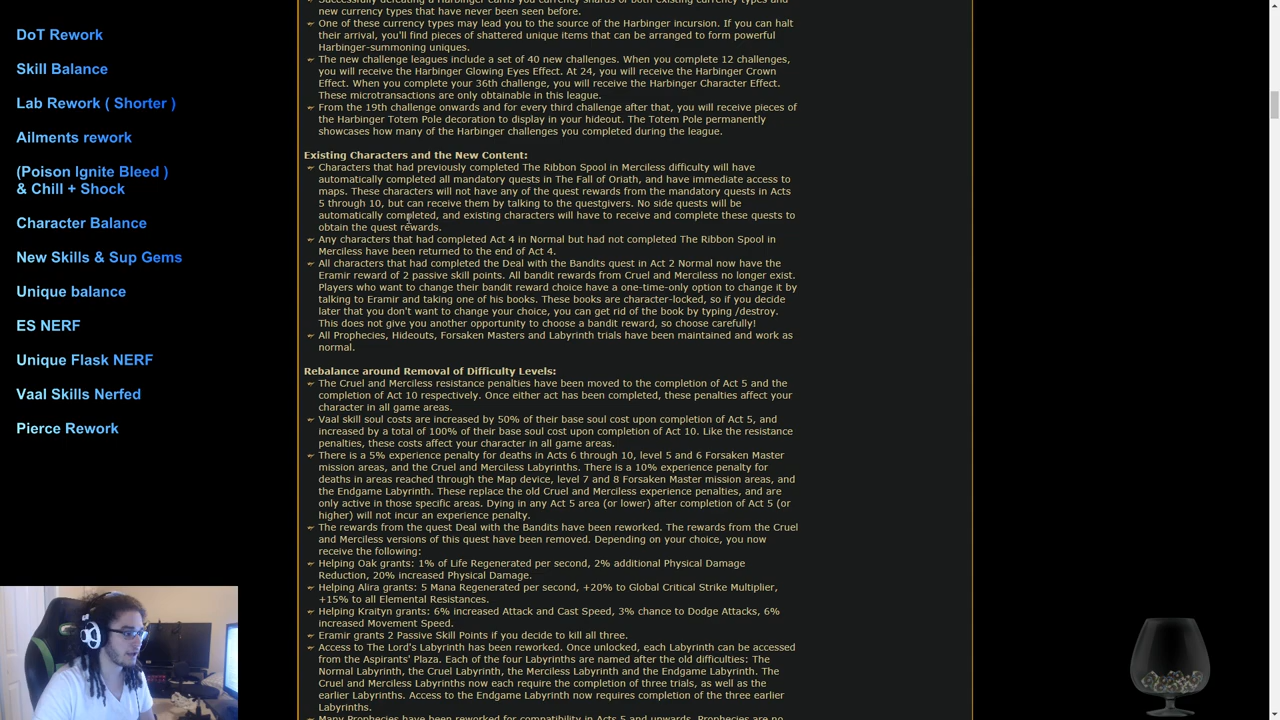 DoT Rework
Skill Balance
Lab Rework ( Shorter )
Ailments rework
(Poison Ignite Bleed )
& Chill + Shock
Character Balance
New Skills & Sup Gems
Unique balance
ES NERF
Unique Flask NERF
Vaal Skills Nerfed
Pierce Rework
Successfully defeating a Harbinger earns you currency shards of both existing currency types and
new currency types that have never been seen before.
One of these currency types may lead you to the source of the Harbinger incursion. If you can halt
their arrival, you'll find pieces of shattered unique items that can be arranged to form powerful
Harbinger-summoning uniques.
The new challenge leagues include a set of 40 new challenges. When you complete 12 challenges,
you will receive the Harbinger Glowing Eyes Effect. At 24, you will receive the Harbinger Crown
Effect. When you complete your 36th challenge, you will receive the Harbinger Character Effect.
These microtransactions are only obtainable in this league.
From the 19th challenge onwards and for every third challenge after that, you will receive pieces of
the Harbinger Totem Pole decoration to display in your hideout. The Totem Pole permanently
showcases how many of the Harbinger challenges you completed during the league.
Existing Characters and the New Content:
Characters that had previously completed The Ribbon Spool in Merciless difficulty will have
automatically completed all mandatory quests in The Fall of Oriath, and have immediate access to
maps. These characters will not have any of the quest rewards from the mandatory quests in Acts
5 through 10, but can receive them by talking to the questgivers. No side quests will be
automatically completed, and existing characters will have to receive and complete these quests to
obtain the quest rewards.
Any characters that had completed Act 4 in Normal but had not completed The Ribbon Spool in
Merciless have been returned to the end of Act 4.
All characters that had completed the Deal with the Bandits quest in Act 2 Normal now have the
Eramir reward of 2 passive skill points. All bandit rewards from Cruel and Merciless no longer exist.
Players who want to change their bandit reward choice have a one-time-only option to change it by
talking to Eramir and taking one of his books. These books are character-locked, so if you decide
later that you don't want to change your choice, you can get rid of the book by typing /destroy.
This does not give you another opportunity to choose a bandit reward, so choose carefully!
All Prophecies, Hideouts, Forsaken Masters and Labyrinth trials have been maintained and work as
normal.
Rebalance around Removal of Difficulty Levels:
The Cruel and Merciless resistance penalties have been moved to the completion of Act 5 and the
completion of Act 10 respectively. Once either act has been completed, these penalties affect your
character in all game areas.
Vaal skill soul costs are increased by 50% of their base soul cost upon completion of Act 5, and
increased by a total of 100% of their base soul cost upon completion of Act 10. Like the resistance
penalties, these costs affect your character in all game areas.
There is a 5% experience penalty for deaths in Acts 6 through 10, level 5 and 6 Forsaken Master
mission areas, and the Cruel and Merciless Labyrinths. There is a 10% experience penalty for
deaths in areas reached through the Map device, level 7 and 8 Forsaken Master mission areas, and
the Endgame Labyrinth. These replace the old Cruel and Merciless experience penalties, and are
only active in those specific areas. Dying in any Act 5 area (or lower) after completion of Act 5 (or
higher) will not incur an experience penalty.
The rewards from the quest Deal with the Bandits have been reworked. The rewards from the Cruel
and Merciless versions of this quest have been removed. Depending on your choice, you now
receive the following:
Helping Oak grants: 1% of Life Regenerated per second, 2% additional Physical Damage
Reduction, 20% increased Physical Damage.
Helping Alira grants: 5 Mana Regenerated per second, +20% to Global Critical Strike Multiplier,
+15% to all Elemental Resistances.
Helping Kraityn grants: 6% increased Attack and Cast Speed, 3% chance to Dodge Attacks, 6%
increased Movement Speed.
Eramir grants 2 Passive Skill Points if you decide to kill all three.
Access to The Lord's Labyrinth has been reworked. Once unlocked, each Labyrinth can be accessed
from the Aspirants' Plaza. Each of the four Labyrinths are named after the old difficulties: The
Normal Labyrinth, the Cruel Labyrinth, the Merciless Labyrinth and the Endgame Labyrinth. The
Cruel and Merciless Labyrinths now each require the completion of three trials, as well as the
earlier Labyrinths. Access to the Endgame Labyrinth now requires completion of the three earlier
Labyrinths.
Many Prophecies have been reworked for compatibility in Acts 5 and upwards. Prophecies are no